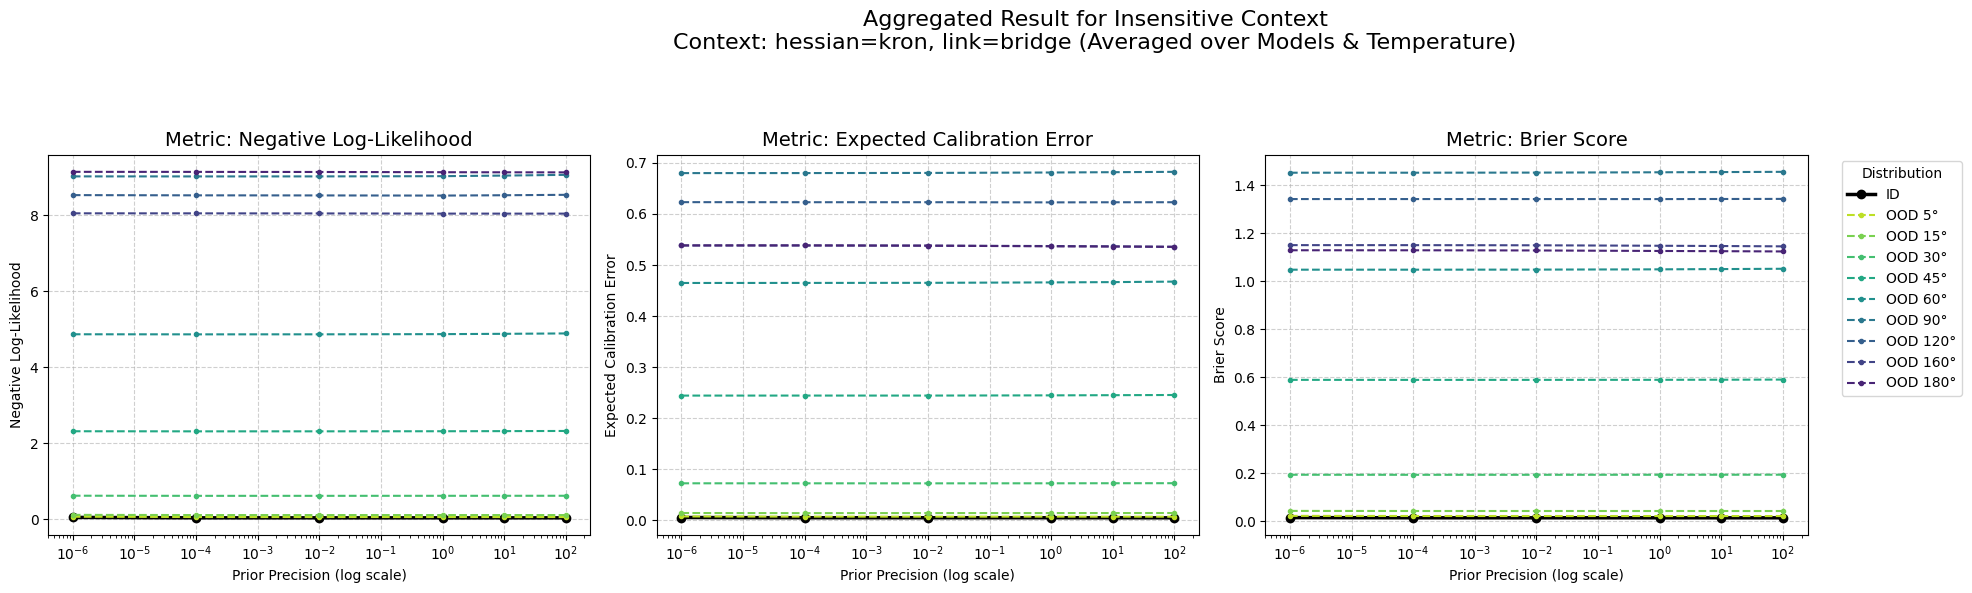 Aggregated Result for Insensitive Context
Context: hessian=kron, link=bridge (Averaged over Models & Temperature)
Metric: Negative Log-Likelihood
Negative Log-Likelihood
8
6
4
2
0
10⁻⁶ 10⁻⁵ 10⁻⁴ 10⁻³ 10⁻² 10⁻¹ 10⁰ 10¹ 10²
Prior Precision (log scale)
Metric: Expected Calibration Error
Expected Calibration Error
0.7
0.6
0.5
0.4
0.3
0.2
0.1
0.0
10⁻⁶ 10⁻⁵ 10⁻⁴ 10⁻³ 10⁻² 10⁻¹ 10⁰ 10¹ 10²
Prior Precision (log scale)
Metric: Brier Score
Brier Score
1.4
1.2
1.0
0.8
0.6
0.4
0.2
0.0
10⁻⁶ 10⁻⁵ 10⁻⁴ 10⁻³ 10⁻² 10⁻¹ 10⁰ 10¹ 10²
Prior Precision (log scale)
Distribution
ID
OOD 5°
OOD 15°
OOD 30°
OOD 45°
OOD 60°
OOD 90°
OOD 120°
OOD 160°
OOD 180°